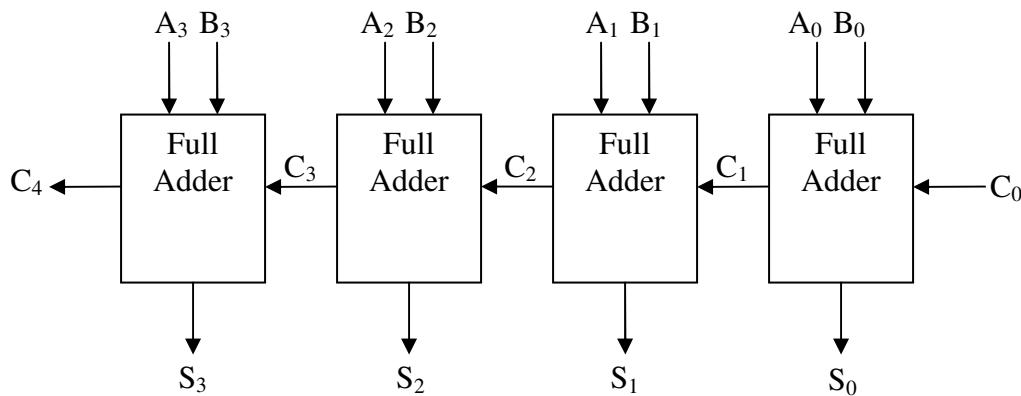 A₃ B₃ A₂ B₂ A₁ B₁ A₀ B₀
Full Full Full Full
Adder Adder Adder Adder
C₄ C₃ C₂ C₁ C₀
S₃ S₂ S₁ S₀